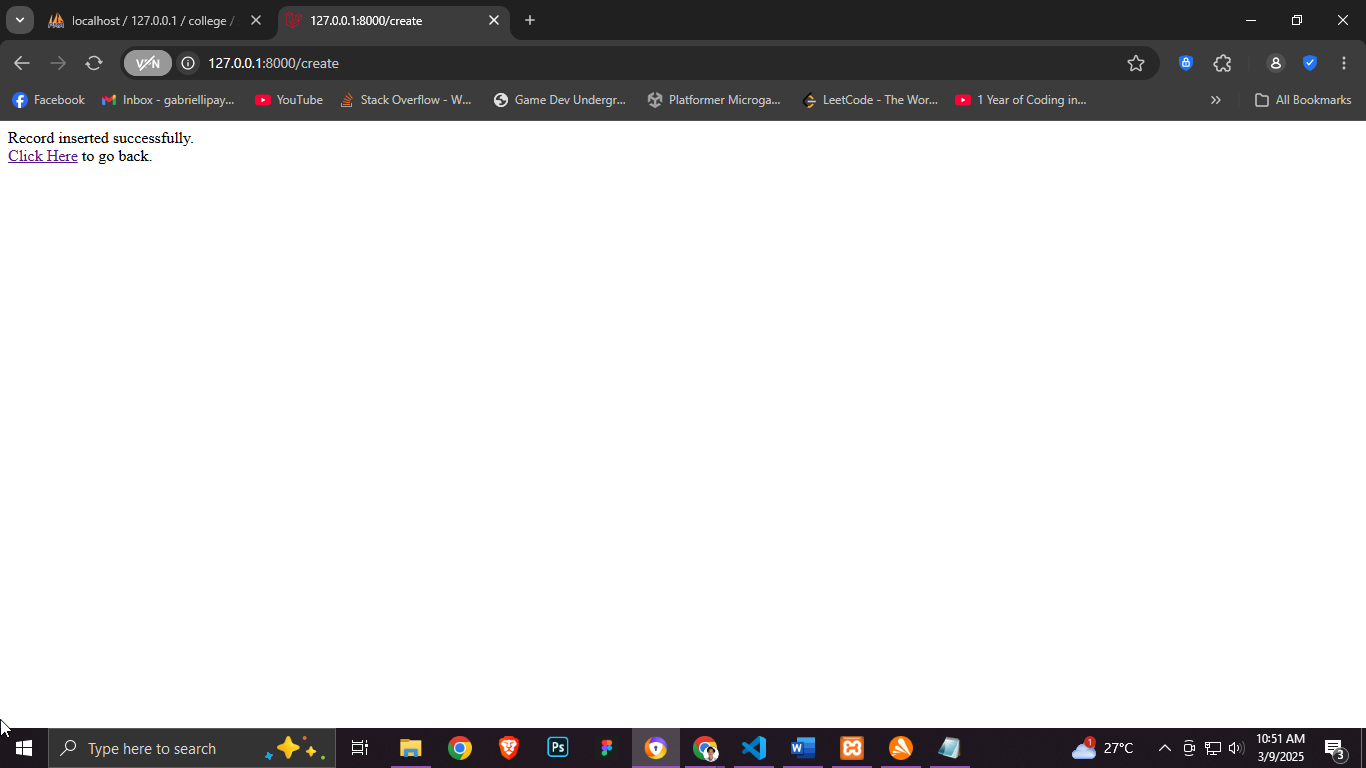 localhost / 127.0.0.1 / college /
127.0.0.1:8000/create
VPN
127.0.0.1:8000/create
Facebook
Inbox - gabriellipay...
YouTube
Stack Overflow - W...
Game Dev Undergr...
Platformer Microga...
LeetCode - The Wor...
1 Year of Coding in...
All Bookmarks
Record inserted successfully.
Click Here to go back.
Type here to search
Ps
1
27°C
10:51 AM
3/9/2025
3